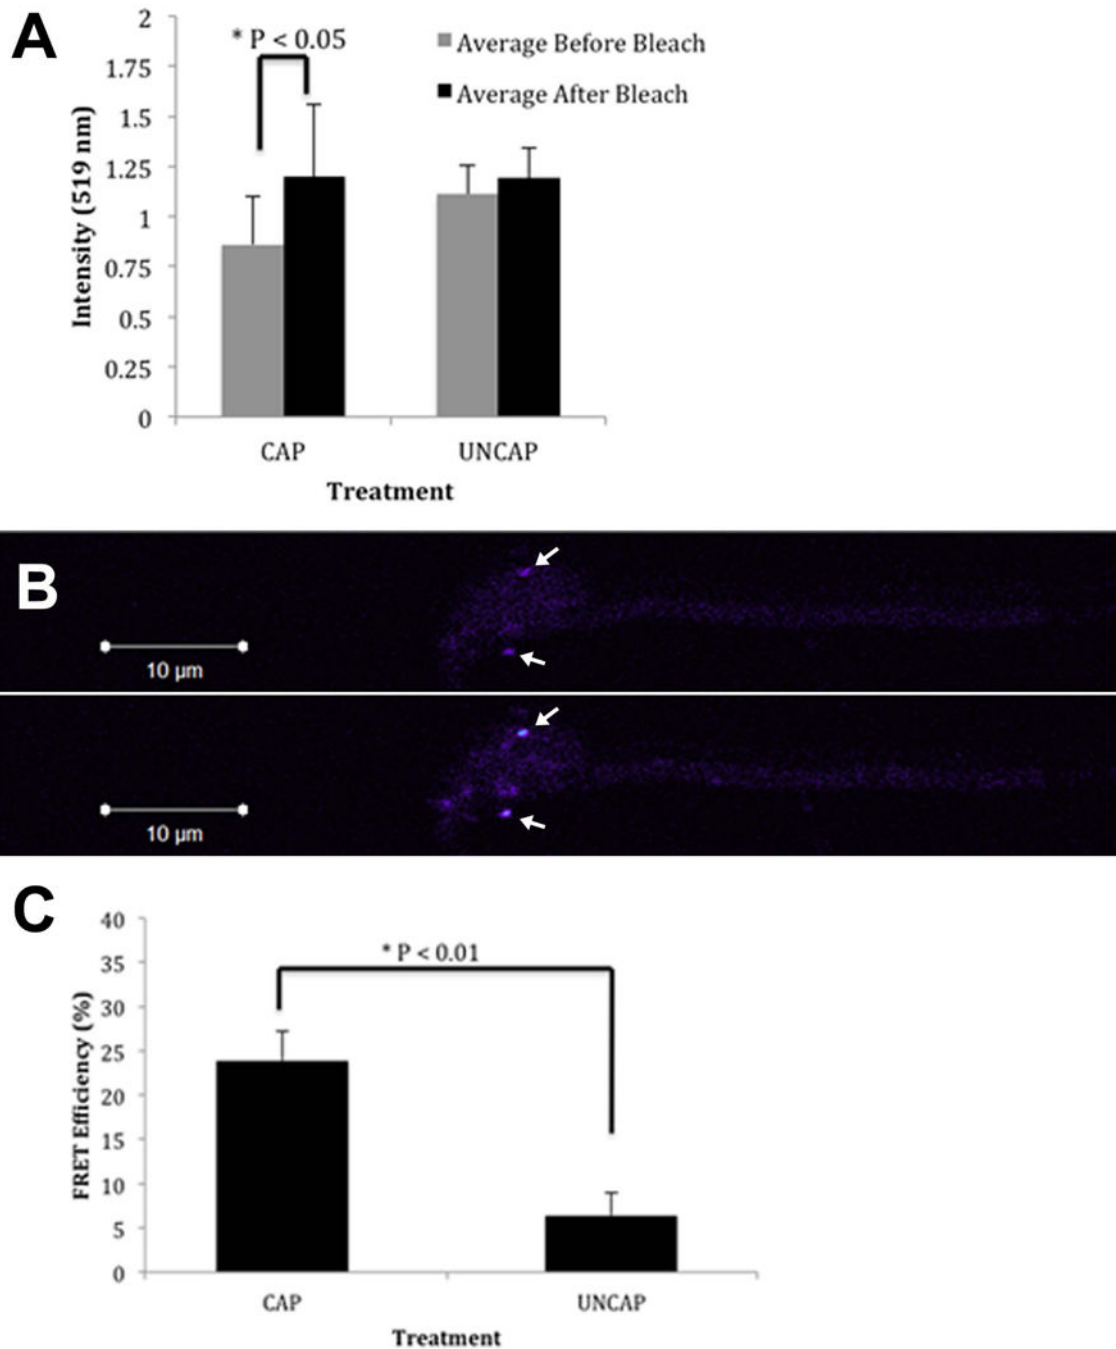 A
2
1.75
1.5
1.25
1
0.75
0.5
0.25
0
Intensity (519 nm)
* P < 0.05
Average Before Bleach
Average After Bleach
CAP UNCAP
Treatment
B
10 µm
10 µm
C
40
35
30
25
20
15
10
5
0
FRET Efficiency (%)
* P < 0.01
CAP UNCAP
Treatment